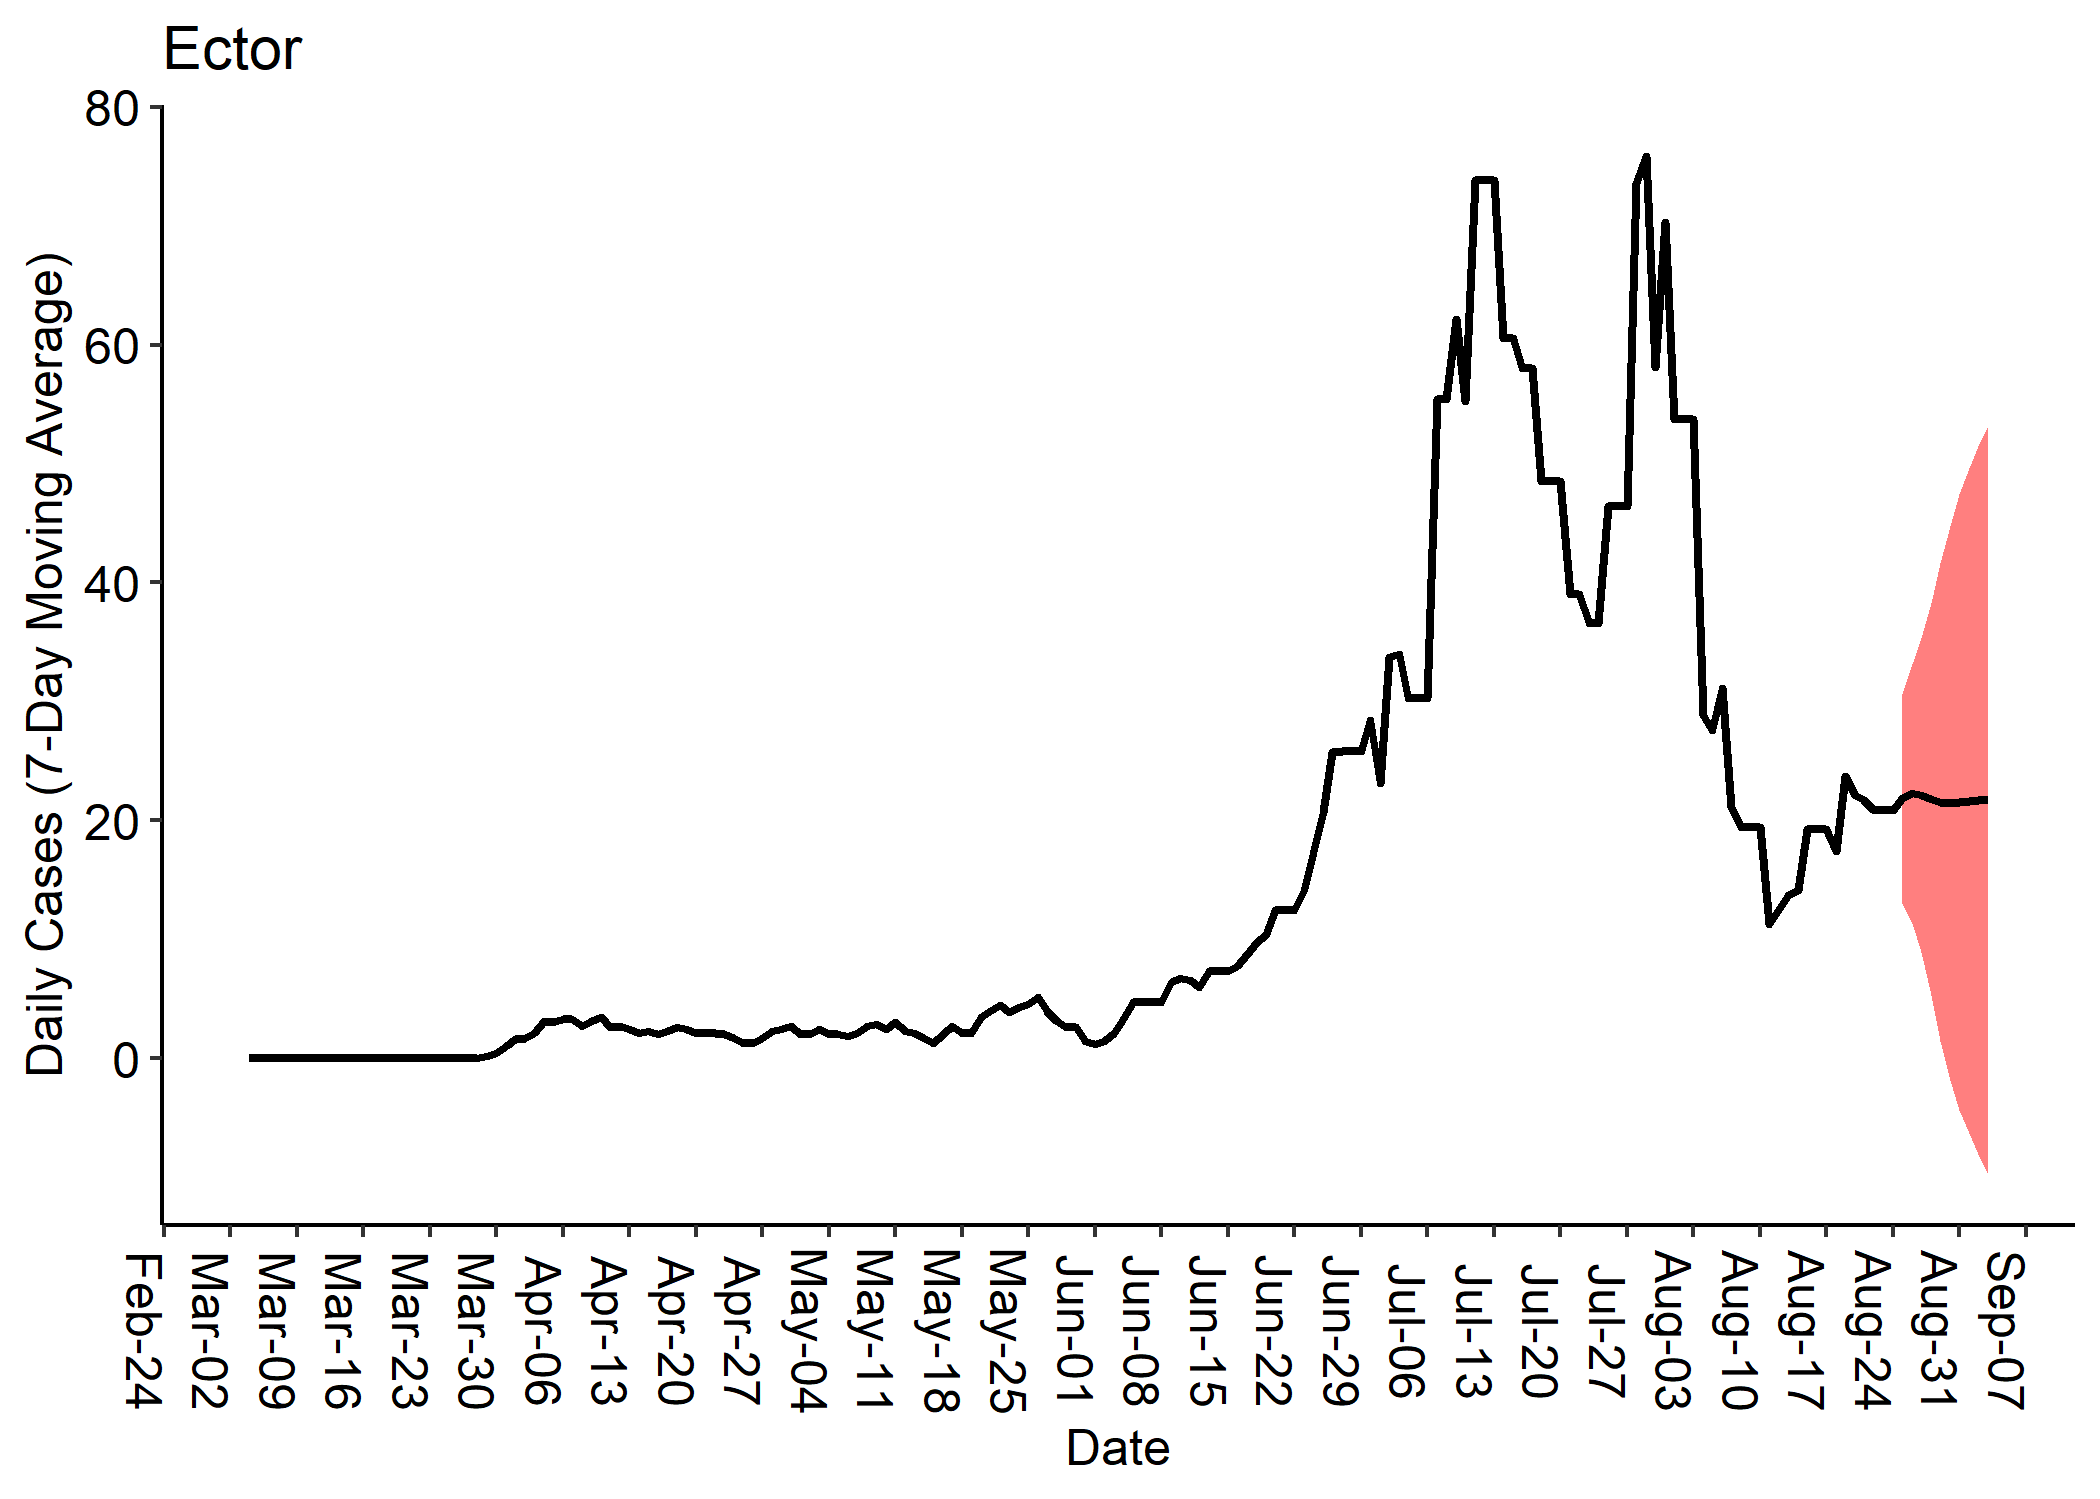 Ector
Daily Cases (7-Day Moving Average)
80
60
40
20
0
Feb-24
Mar-02
Mar-09
Mar-16
Mar-23
Mar-30
Apr-06
Apr-13
Apr-20
Apr-27
May-04
May-11
May-18
May-25
Jun-01
Jun-08
Jun-15
Jun-22
Jun-29
Jul-06
Jul-13
Jul-20
Jul-27
Aug-03
Aug-10
Aug-17
Aug-24
Aug-31
Sep-07
Date